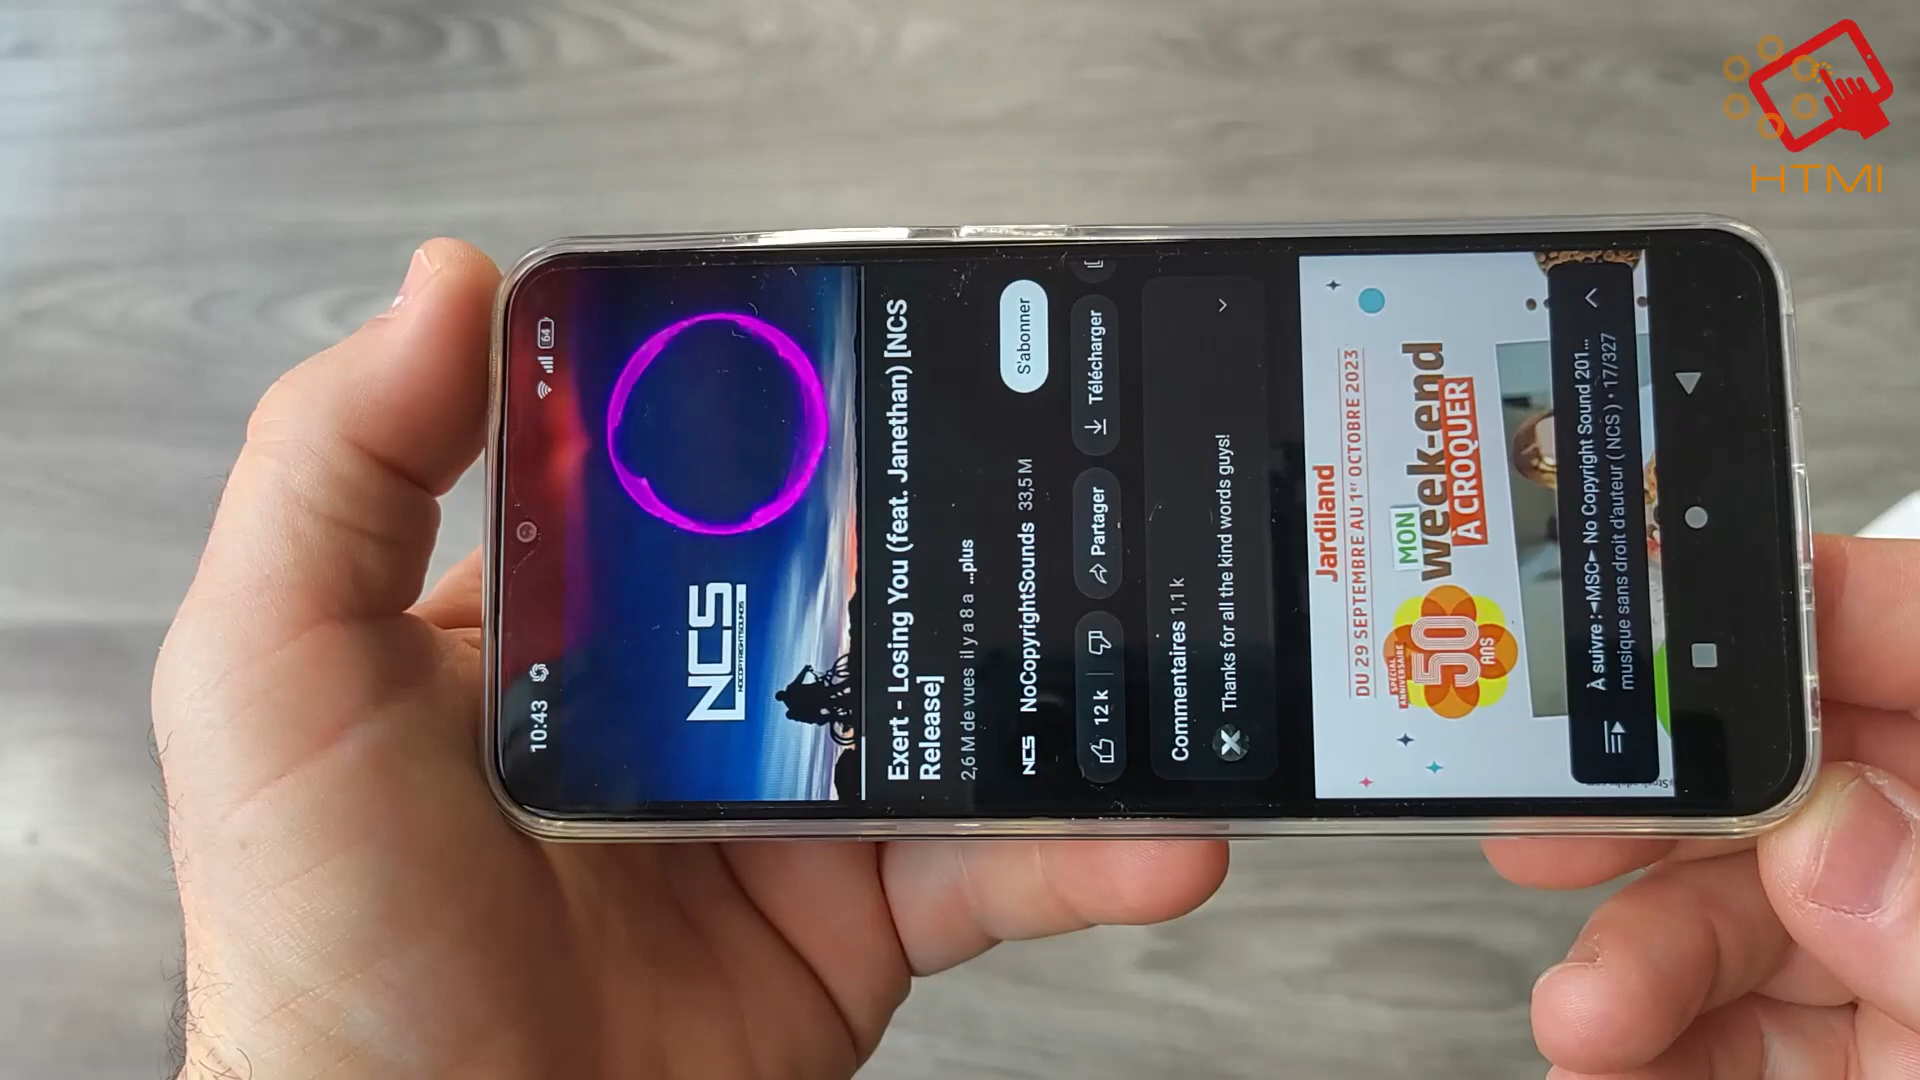 HTMI
10:43
64
NCS
NOCOPYRIGHTSOUNDS
Exert - Losing You (feat. Janethan) [NCS
Release]
2,6 M de vues il y a 8 a ...plus
NCS NoCopyrightSounds 33,5 M
S'abonner
12 k
Partager
Télécharger
Commentaires 1,1 k
Thanks for all the kind words guys!
Jardiland
DU 29 SEPTEMBRE AU 1er OCTOBRE 2023
SPÉCIAL
ANNIVERSAIRE
50
ANS
MON
week-end
À CROQUER
À suivre : ◄MSC► No Copyright Sound 201...
musique sans droit d'auteur ( NCS ) • 17/327